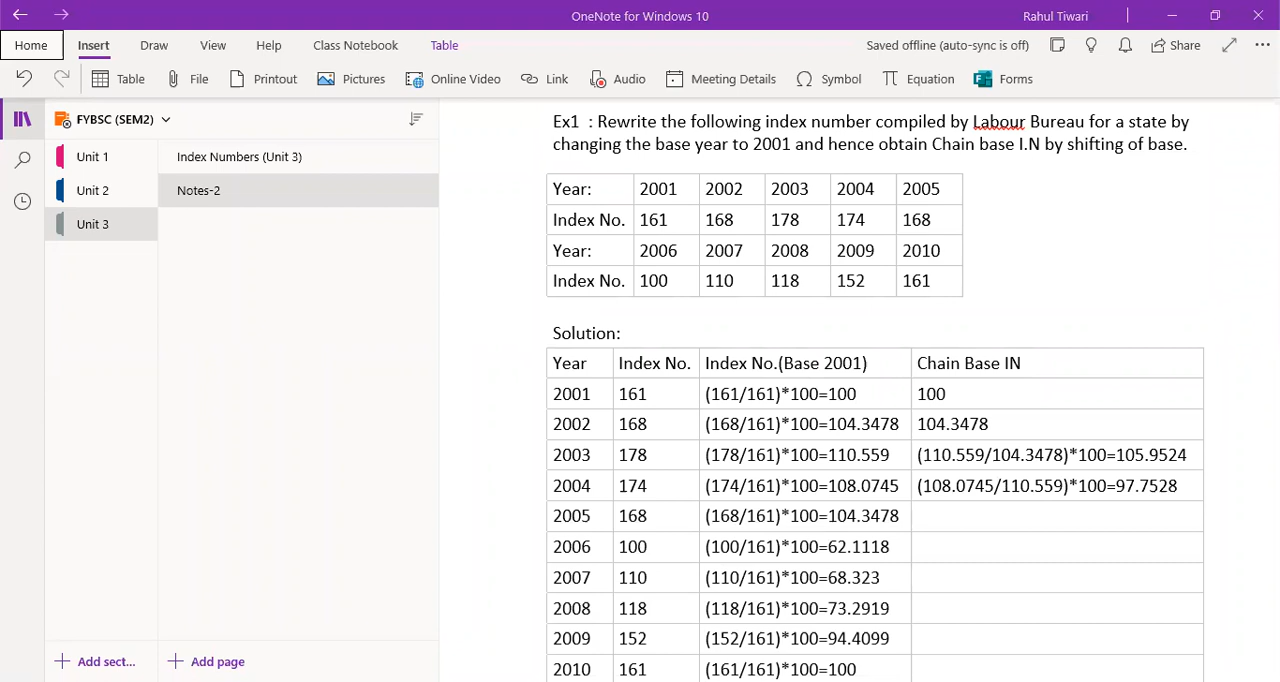 OneNote for Windows 10
Rahul Tiwari
Home Insert Draw View Help Class Notebook Table
Saved offline (auto-sync is off) Share
Table File Printout Pictures Online Video Link Audio Meeting Details Symbol Equation Forms
FYBSC (SEM2)
Unit 1
Unit 2
Unit 3
Index Numbers (Unit 3)
Notes-2
Add sect...
Add page
Ex1 : Rewrite the following index number compiled by Labour Bureau for a state by
changing the base year to 2001 and hence obtain Chain base I.N by shifting of base.
Year: 2001 2002 2003 2004 2005
Index No. 161 168 178 174 168
Year: 2006 2007 2008 2009 2010
Index No. 100 110 118 152 161
Solution:
Year Index No. Index No.(Base 2001) Chain Base IN
2001 161 (161/161)*100=100 100
2002 168 (168/161)*100=104.3478 104.3478
2003 178 (178/161)*100=110.559 (110.559/104.3478)*100=105.9524
2004 174 (174/161)*100=108.0745 (108.0745/110.559)*100=97.7528
2005 168 (168/161)*100=104.3478
2006 100 (100/161)*100=62.1118
2007 110 (110/161)*100=68.323
2008 118 (118/161)*100=73.2919
2009 152 (152/161)*100=94.4099
2010 161 (161/161)*100=100